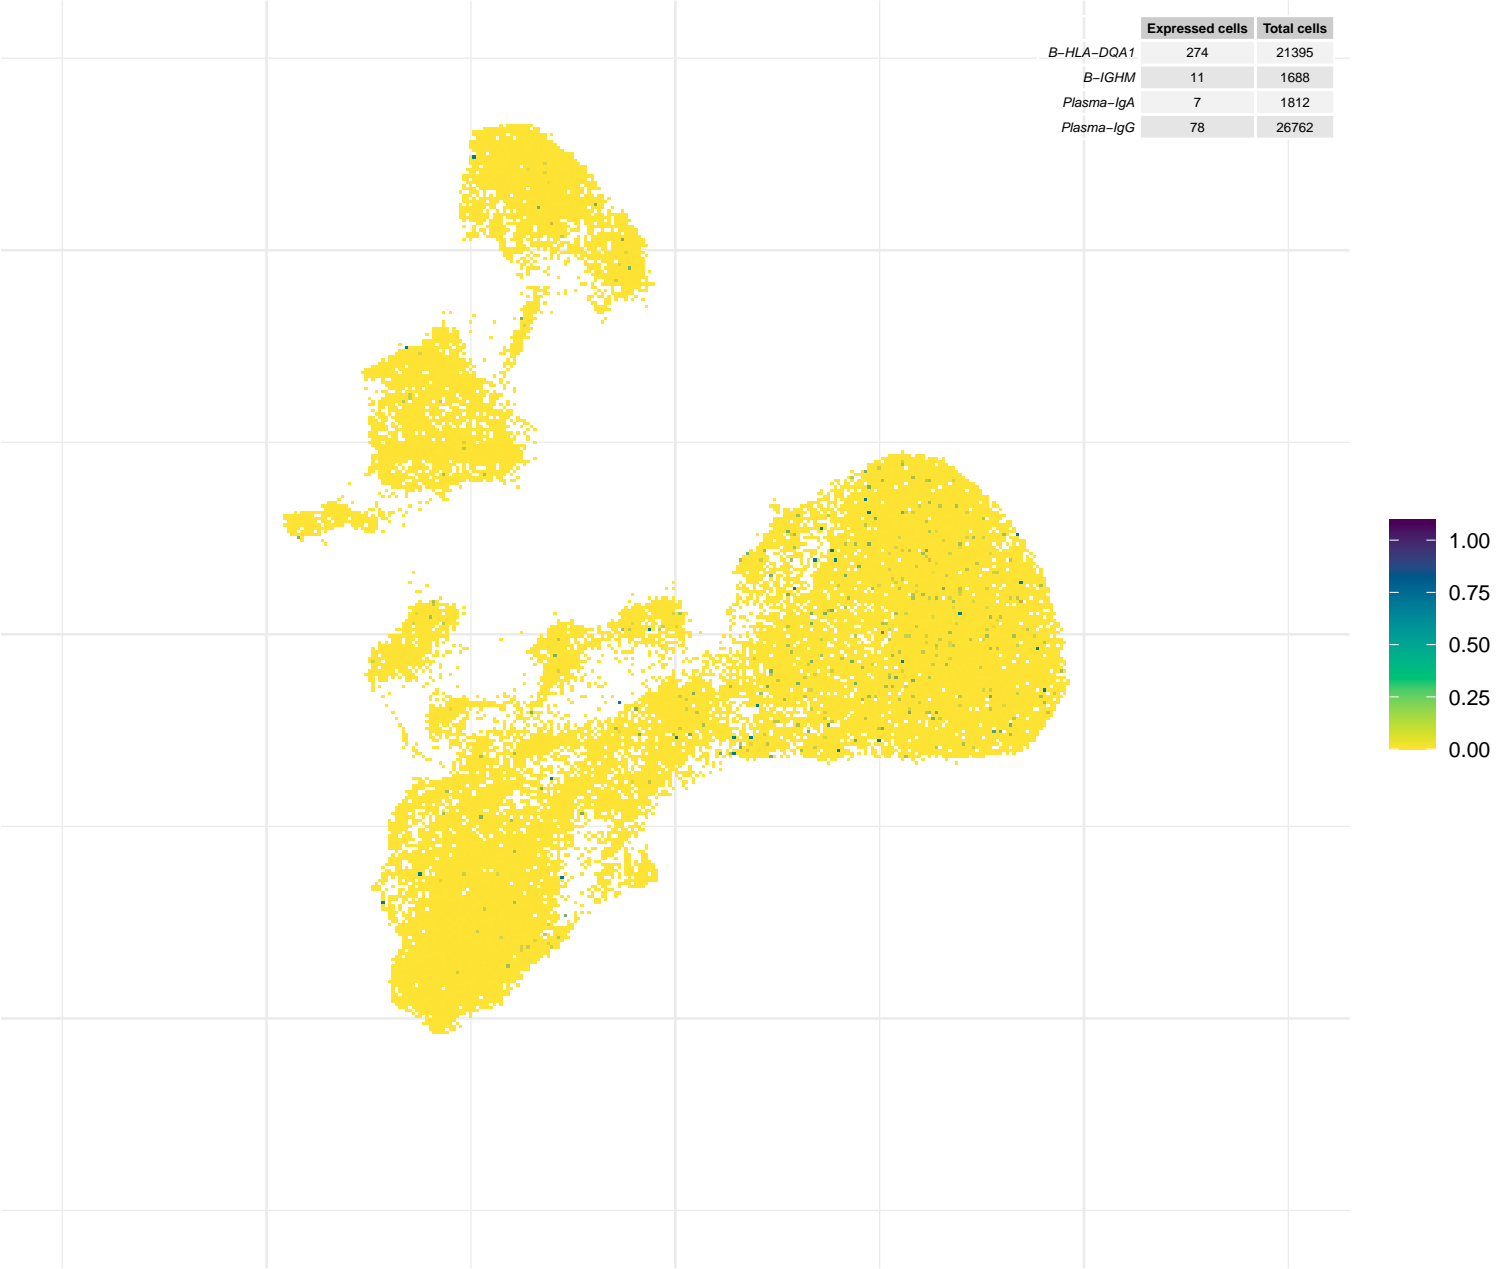 Expressed cells Total cells
B−HLA−DQA1 274 21395
B−IGHM 11 1688
Plasma−IgA 7 1812
Plasma−IgG 78 26762
1.00
0.75
0.50
0.25
0.00